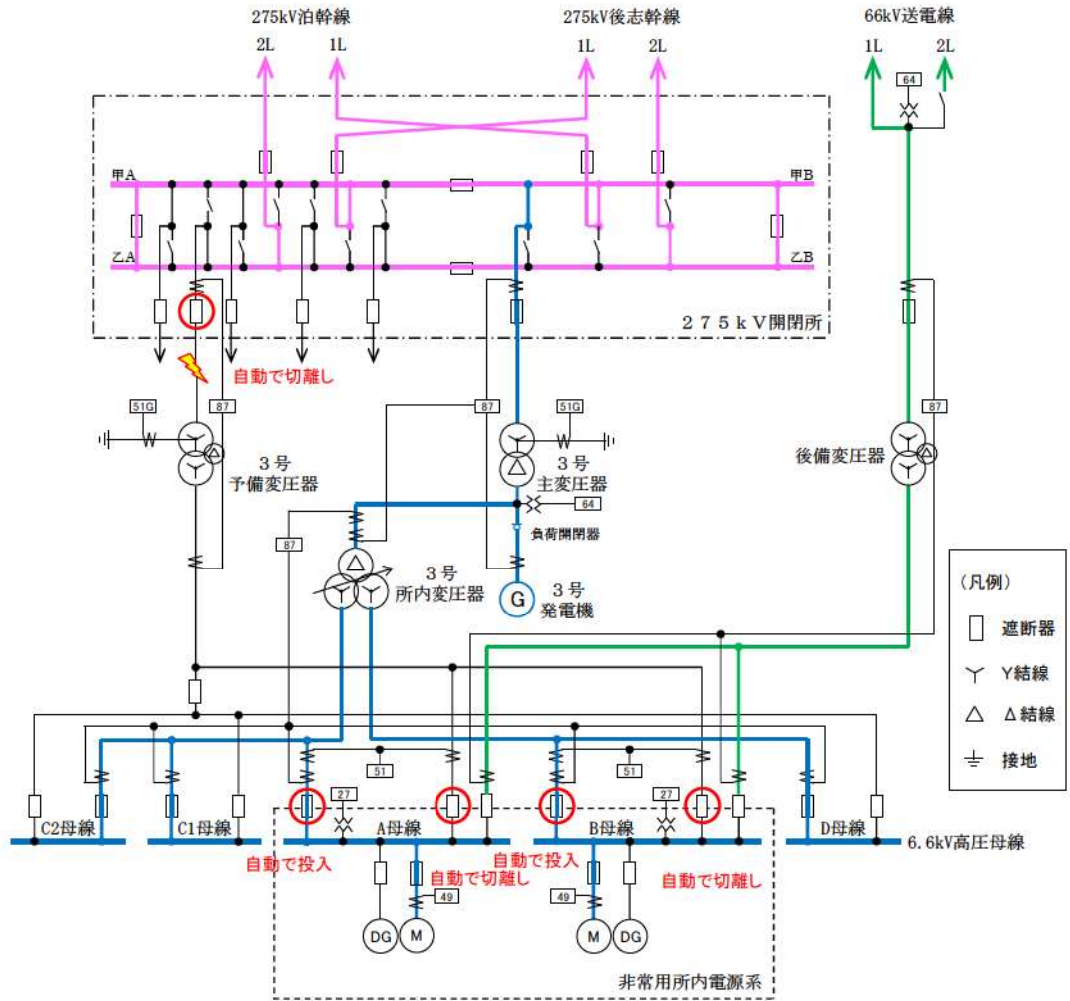 275kV泊幹線
275kV後志幹線
66kV送電線
2L
1L
1L
2L
1L
2L
64
甲A
甲B
乙A
乙B
275kV開閉所
自動で切離し
51G
87
87
51G
87
3号
予備変圧器
3号
主変圧器
後備変圧器
64
87
負荷開閉器
3号
所内変圧器
G
3号
発電機
(凡例)
遮断器
Y結線
Δ結線
接地
51
51
27
27
C2母線
C1母線
A母線
B母線
D母線
6.6kV高圧母線
自動で投入
自動で切離し
自動で投入
自動で切離し
49
49
DG
M
M
DG
非常用所内電源系